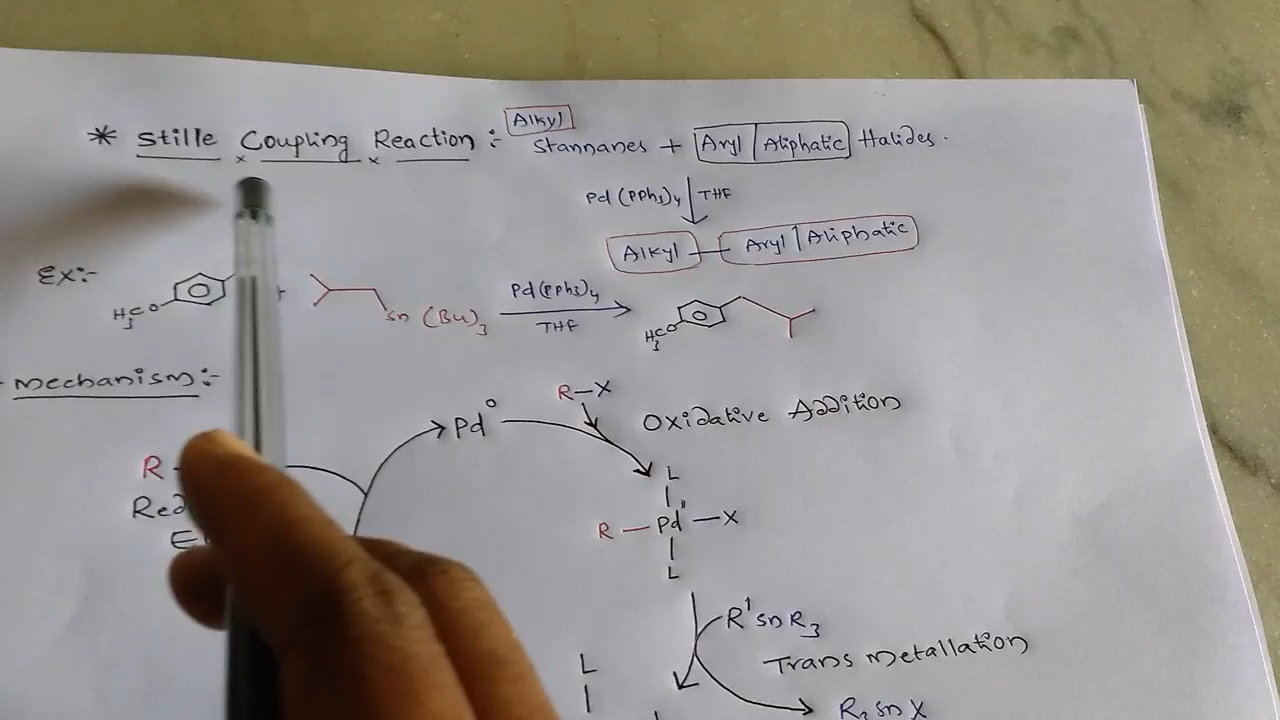 * Stille Coupling Reaction :- Alkyl Stannanes + Aryl | Aliphatic Halides.
Pd(PPh3)4 | THF
Alkyl — Aryl | Aliphatic
Ex:-
H3CO + Sn (Bu)3 Pd(PPh3)4 THF H3CO
Mechanism :-
R—X
Pd0 Oxidative Addition
R
L
R — PdII — X
L
R1SnR3
Trans Metallation
L
R3SnX